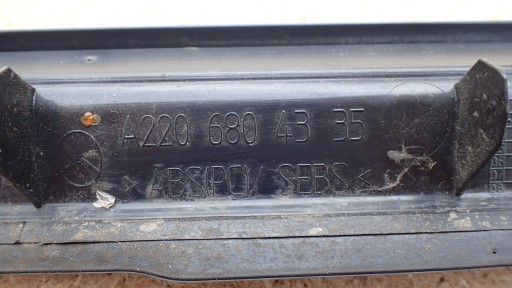 A220 680 43 35
> ABS(PC)/ SEBS <